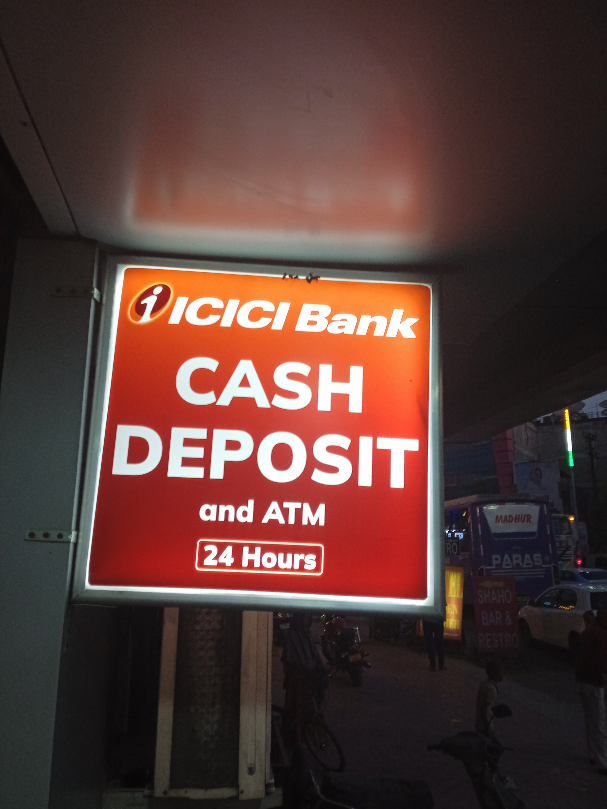 ICICI Bank
CASH
DEPOSIT
and ATM
24 Hours
MADHUR
PARAS
SHAHO
BAR &
RESTRO